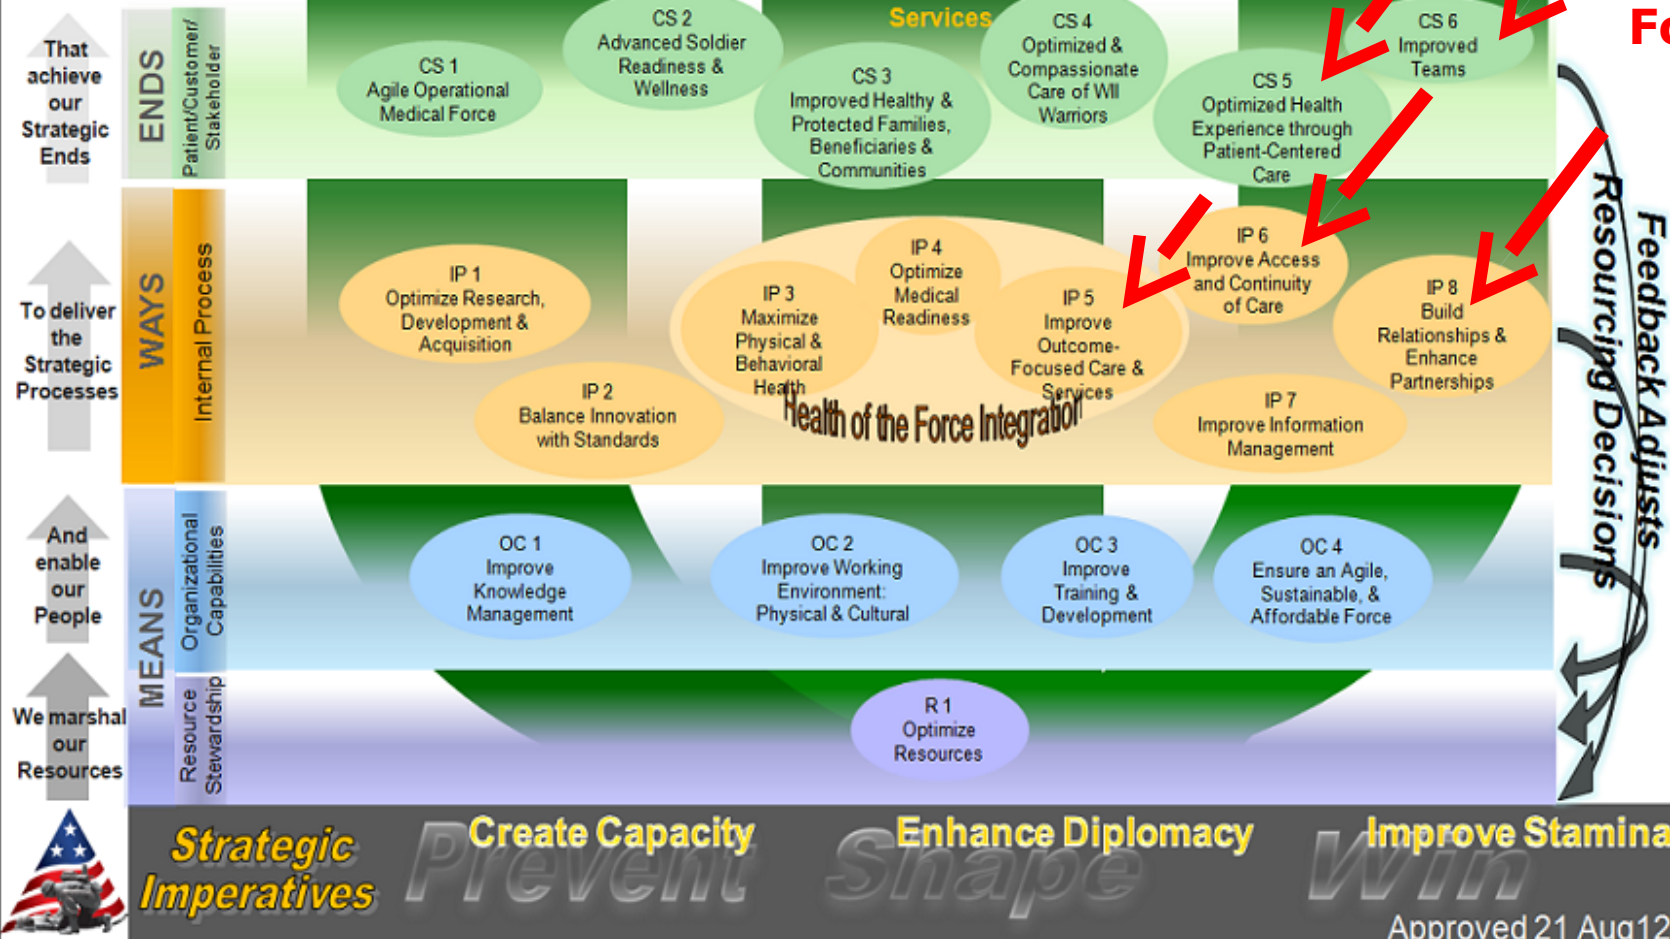 Services
Fo
That
achieve
our
Strategic
Ends
ENDS
Patient/Customer/
Stakeholder
CS 1
Agile Operational
Medical Force
CS 2
Advanced Soldier
Readiness &
Wellness
CS 3
Improved Healthy &
Protected Families,
Beneficiaries &
Communities
CS 4
Optimized &
Compassionate
Care of WII
Warriors
CS 5
Optimized Health
Experience through
Patient-Centered
Care
CS 6
Improved
Teams
To deliver
the
Strategic
Processes
WAYS
Internal Process
IP 1
Optimize Research,
Development &
Acquisition
IP 2
Balance Innovation
with Standards
IP 3
Maximize
Physical &
Behavioral
Health
IP 4
Optimize
Medical
Readiness
IP 5
Improve
Outcome-
Focused Care &
Services
Health of the Force Integration
IP 6
Improve Access
and Continuity
of Care
IP 7
Improve Information
Management
IP 8
Build
Relationships &
Enhance
Partnerships
Feedback Adjusts
Resourcing Decisions
And
enable
our
People
MEANS
Organizational
Capabilities
OC 1
Improve
Knowledge
Management
OC 2
Improve Working
Environment:
Physical & Cultural
OC 3
Improve
Training &
Development
OC 4
Ensure an Agile,
Sustainable, &
Affordable Force
We marshal
our
Resources
Resource
Stewardship
R 1
Optimize
Resources
Strategic
Imperatives
Create Capacity
Prevent
Enhance Diplomacy
Shape
Improve Stamina
Win
Approved 21 Aug12